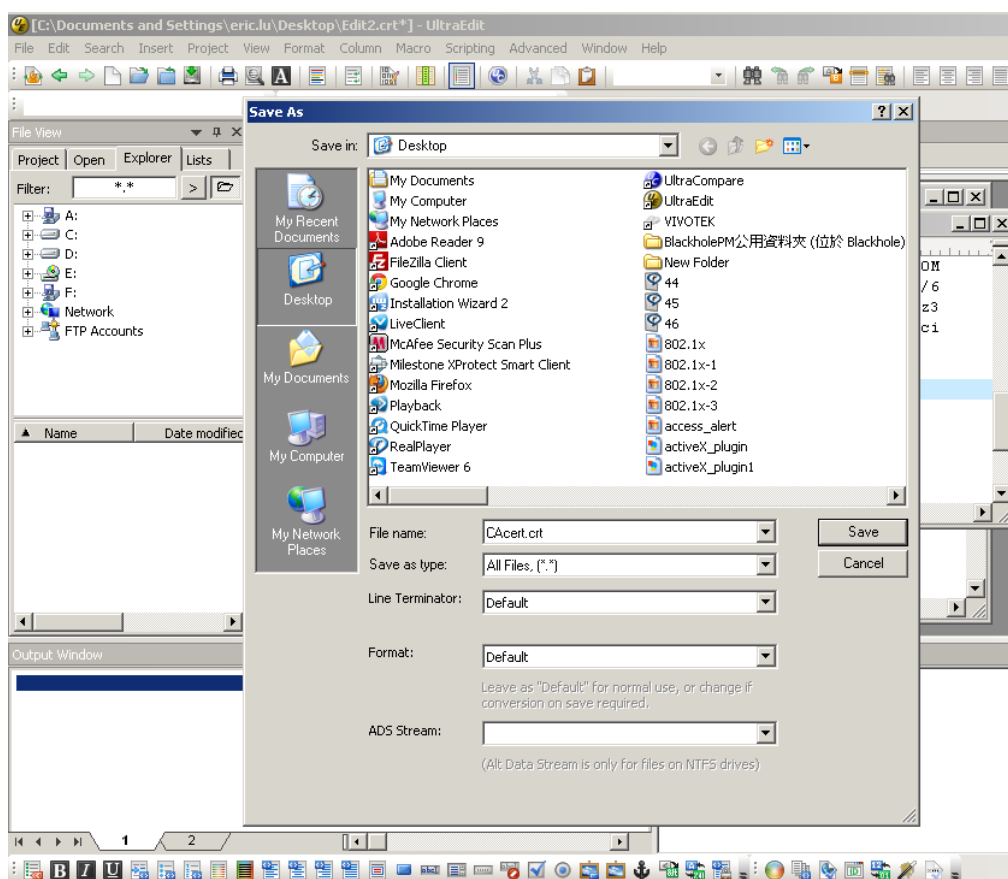 [C:\Documents and Settings\eric.lu\Desktop\Edit2.crt*] - UltraEdit
File Edit Search Insert Project View Format Column Macro Scripting Advanced Window Help
Save As
File View
Save in: Desktop
Project Open Explorer Lists
Filter: *.* >
A:
C:
D:
E:
F:
Network
FTP Accounts
Name Date modified
My Recent Documents
Desktop
My Documents
My Computer
My Network Places
My Documents
My Computer
My Network Places
Adobe Reader 9
FileZilla Client
Google Chrome
Installation Wizard 2
LiveClient
McAfee Security Scan Plus
Milestone XProtect Smart Client
Mozilla Firefox
Playback
QuickTime Player
RealPlayer
TeamViewer 6
UltraCompare
UltraEdit
VIVOTEK
BlackholePM公用資料夾 (位於 Blackhole)
New Folder
44
45
46
802.1x
802.1x-1
802.1x-2
802.1x-3
access_alert
activeX_plugin
activeX_plugin1
OM
/6
z3
ci
File name: CAcert.crt Save
Save as type: All Files, (*.*) Cancel
Line Terminator: Default
Format: Default
Leave as "Default" for normal use, or change if
conversion on save required.
ADS Stream:
(Alt Data Stream is only for files on NTFS drives)
Output Window
1 2
B I U